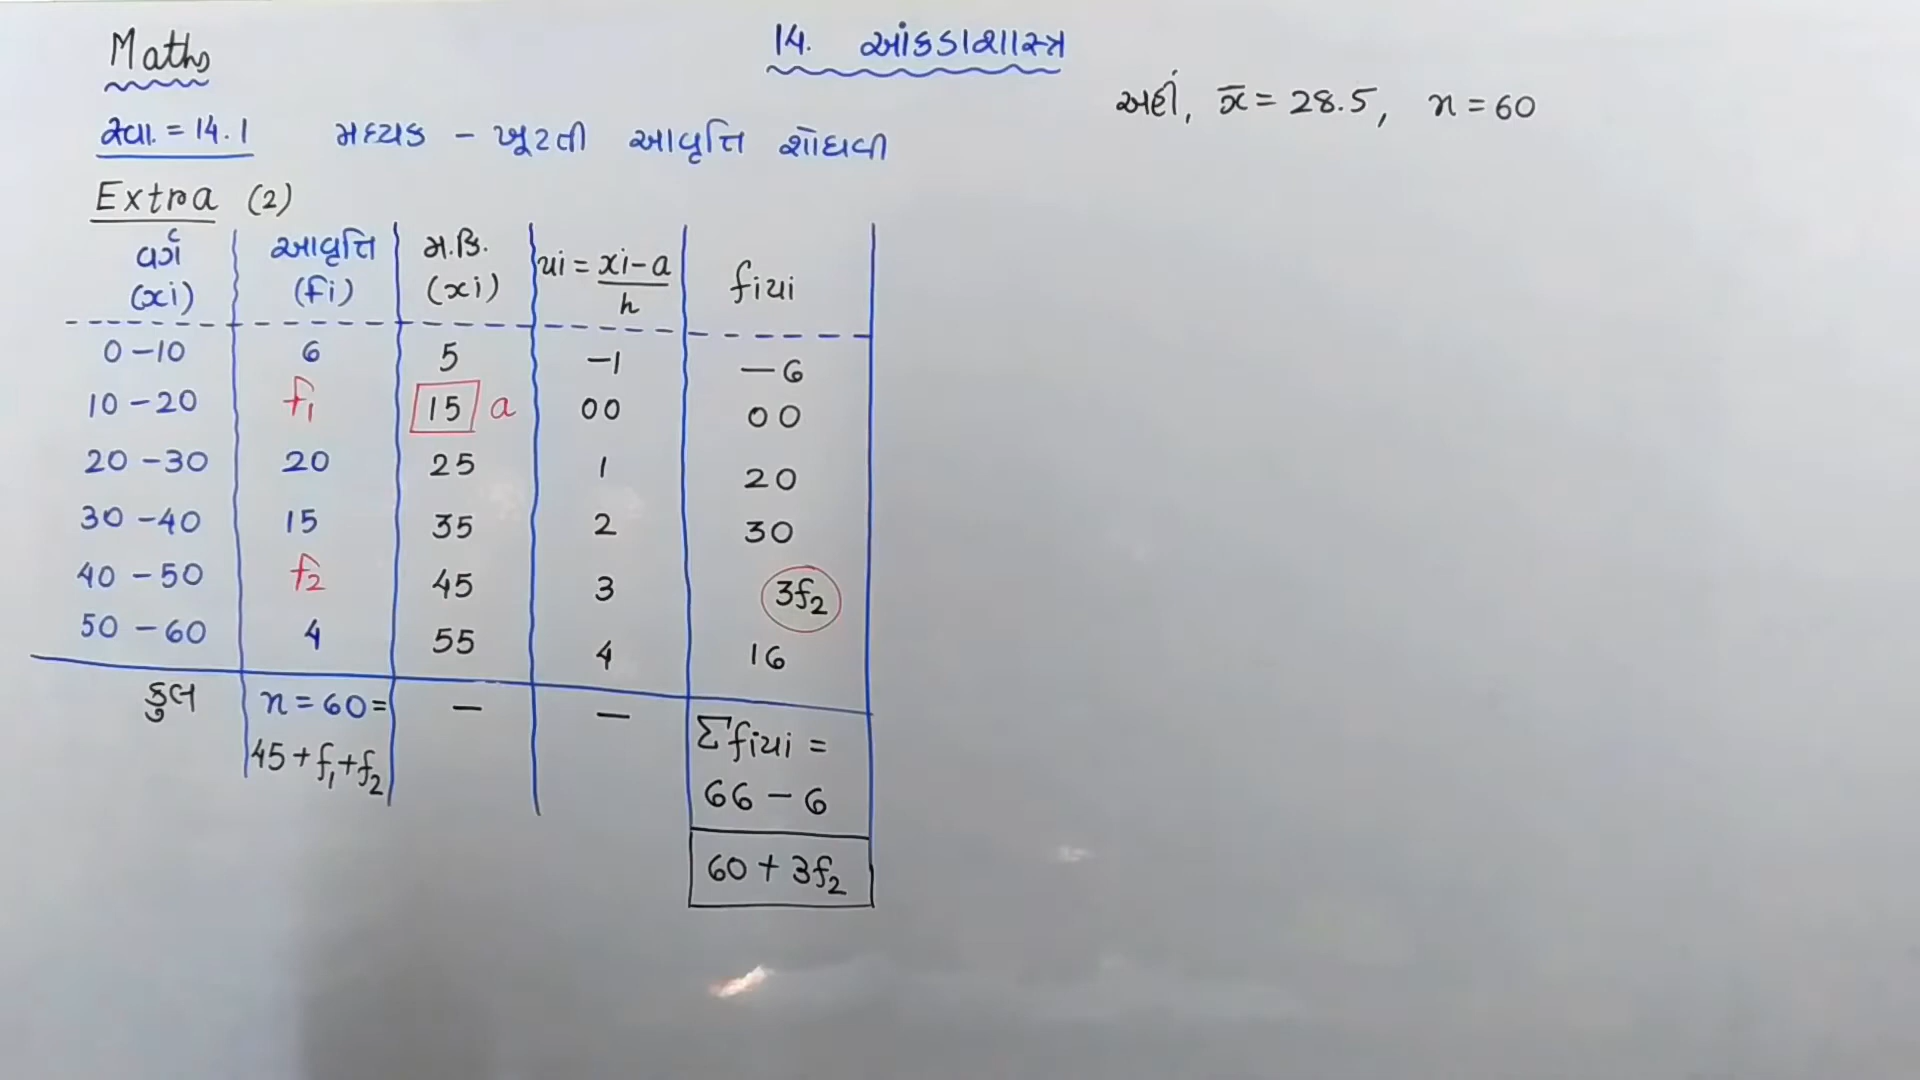 Maths
14. આંકડાશાસ્ત્ર
અહીં, x̄ = 28.5, n = 60
સ્વા. = 14.1 મધ્યક - ખૂટતી આવૃત્તિ શોધવી
Extra (2)
વર્ગ (xi) આવૃત્તિ (fi) મ.કિ. (xi) ui = xi-a / h fiui
0-10 6 5 -1 -6
10-20 f₁ 15 a 00 00
20-30 20 25 1 20
30-40 15 35 2 30
40-50 f₂ 45 3 3f₂
50-60 4 55 4 16
કુલ n=60= — — Σfiui =
45+f₁+f₂ 66-6
60+3f₂